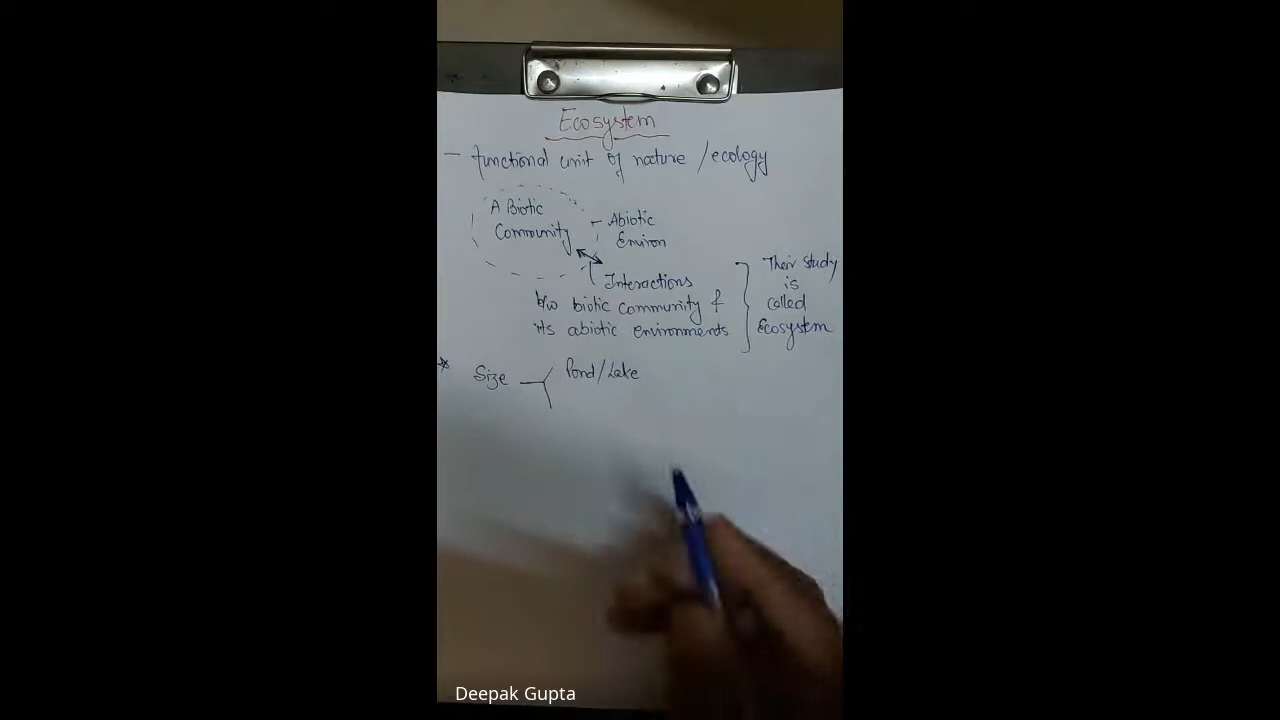 Ecosystem
— functional unit of nature / ecology
A Biotic
Community
Abiotic
Environ
Interactions
b/w biotic community &
its abiotic environments
Their study
is
called
Ecosystem
* Size
Pond/Lake
Deepak Gupta